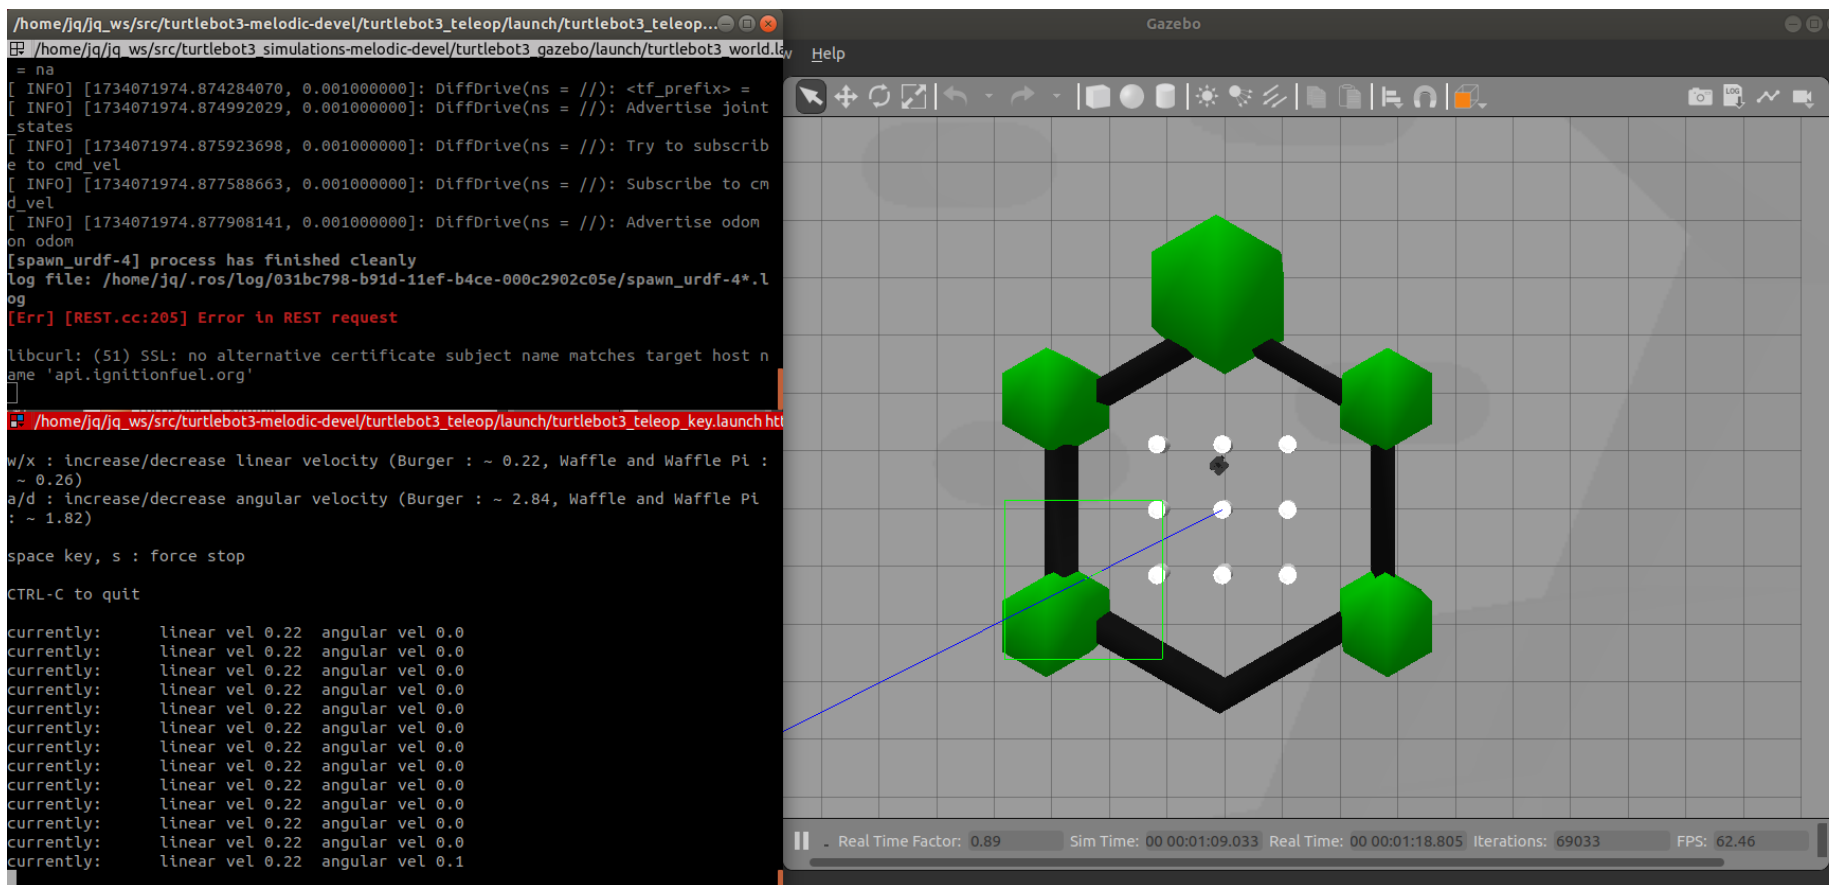 /home/jq/jq_ws/src/turtlebot3-melodic-devel/turtlebot3_teleop/launch/turtlebot3_teleop...
/home/jq/jq_ws/src/turtlebot3_simulations-melodic-devel/turtlebot3_gazebo/launch/turtlebot3_world.la
= na
[ INFO] [1734071974.874284070, 0.001000000]: DiffDrive(ns = //): <tf_prefix> =
[ INFO] [1734071974.874992029, 0.001000000]: DiffDrive(ns = //): Advertise joint
_states
[ INFO] [1734071974.875923698, 0.001000000]: DiffDrive(ns = //): Try to subscrib
e to cmd_vel
[ INFO] [1734071974.877588663, 0.001000000]: DiffDrive(ns = //): Subscribe to cm
d_vel
[ INFO] [1734071974.877908141, 0.001000000]: DiffDrive(ns = //): Advertise odom
on odom
[spawn_urdf-4] process has finished cleanly
log file: /home/jq/.ros/log/031bc798-b91d-11ef-b4ce-000c2902c05e/spawn_urdf-4*.l
og
[Err] [REST.cc:205] Error in REST request
libcurl: (51) SSL: no alternative certificate subject name matches target host n
ame 'api.ignitionfuel.org'
/home/jq/jq_ws/src/turtlebot3-melodic-devel/turtlebot3_teleop/launch/turtlebot3_teleop_key.launch htt
w/x : increase/decrease linear velocity (Burger : ~ 0.22, Waffle and Waffle Pi :
~ 0.26)
a/d : increase/decrease angular velocity (Burger : ~ 2.84, Waffle and Waffle Pi
: ~ 1.82)
space key, s : force stop
CTRL-C to quit
currently: linear vel 0.22 angular vel 0.0
currently: linear vel 0.22 angular vel 0.0
currently: linear vel 0.22 angular vel 0.0
currently: linear vel 0.22 angular vel 0.0
currently: linear vel 0.22 angular vel 0.0
currently: linear vel 0.22 angular vel 0.0
currently: linear vel 0.22 angular vel 0.0
currently: linear vel 0.22 angular vel 0.0
currently: linear vel 0.22 angular vel 0.0
currently: linear vel 0.22 angular vel 0.0
currently: linear vel 0.22 angular vel 0.0
currently: linear vel 0.22 angular vel 0.0
currently: linear vel 0.22 angular vel 0.1
Gazebo
w Help
LOG
Real Time Factor: 0.89 Sim Time: 00 00:01:09.033 Real Time: 00 00:01:18.805 Iterations: 69033 FPS: 62.46